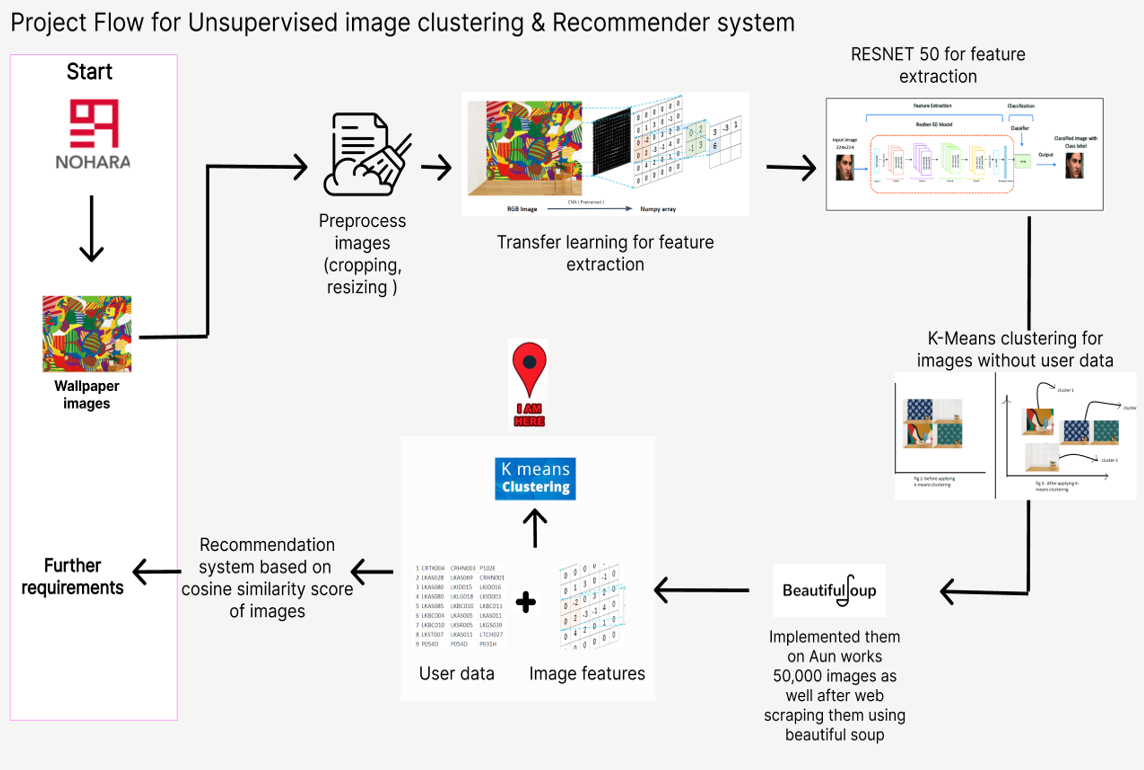 Project Flow for Unsupervised image clustering & Recommender system
Start
NOHARA
Wallpaper
images
Preprocess
images
(cropping,
resizing )
RGB Image
CNN ( Pretrained )
Numpy array
Transfer learning for feature
extraction
RESNET 50 for feature
extraction
Feature Extraction
Classification
ResNet-50 Model
Classifier
Input image
224x224
Output
Classified image with
Class label
K-Means clustering for
images without user data
cluster 1
cluster
cluster 3
fig 1: before applying
k-means clustering
fig 2: After applying k-
means clustering
BeautifulSoup
Implemented them
on Aun works
50,000 images as
well after web
scraping them using
beautiful soup
I AM
HERE
K means
Clustering
1 CRTK004 CRHN003 P102E
2 LKAS028 LKAS069 CRHN001
3 LKAS080 LKID015 LKID016
4 LKAS080 LKLG018 LKID003
5 LKAS085 LKBC010 LKBC011
6 LKBC004 LKAS005 LKAS011
7 LKBC010 LKSR005 LKGS039
8 LKST007 LKAS011 LTCH027
9 P054D P054D P031H
User data
+
Image features
Recommendation
system based on
cosine similarity score
of images
Further
requirements